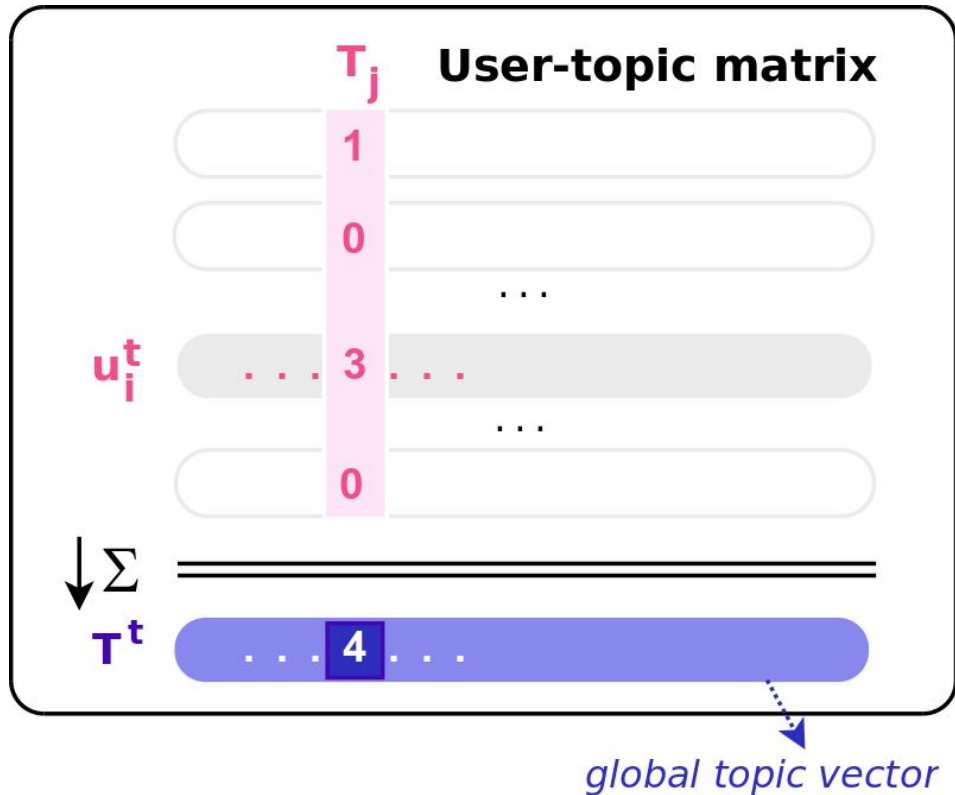 T_j User-topic matrix
1
0
...
u_i^t ... 3 ...
...
0
Σ
T^t ... 4 ...
global topic vector